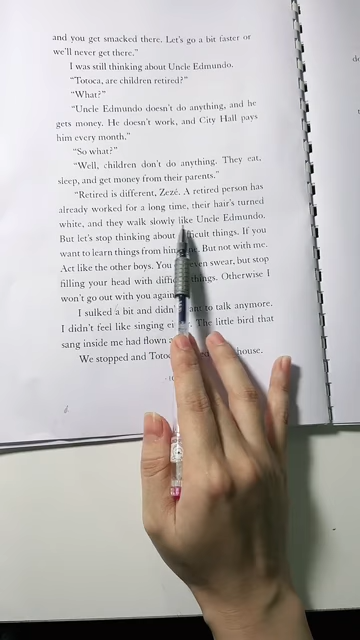 and you get smacked there. Let's go a bit faster or
we'll never get there."
I was still thinking about Uncle Edmundo.
"Totoca, are children retired?"
"What?"
"Uncle Edmundo doesn't do anything, and he
gets money. He doesn't work, and City Hall pays
him every month."
"So what?"
"Well, children don't do anything. They eat,
sleep, and get money from their parents."
"Retired is different, Zezé. A retired person has
already worked for a long time, their hair's turned
white, and they walk slowly like Uncle Edmundo.
But let's stop thinking about difficult things. If you
want to learn things from him, But not with me.
Act like the other boys. You even swear, but stop
filling your head with difficult things. Otherwise I
won't go out with you again
I sulked a bit and didn't want to talk anymore.
I didn't feel like singing The little bird that
sang inside me had flown
We stopped and Totoca house.